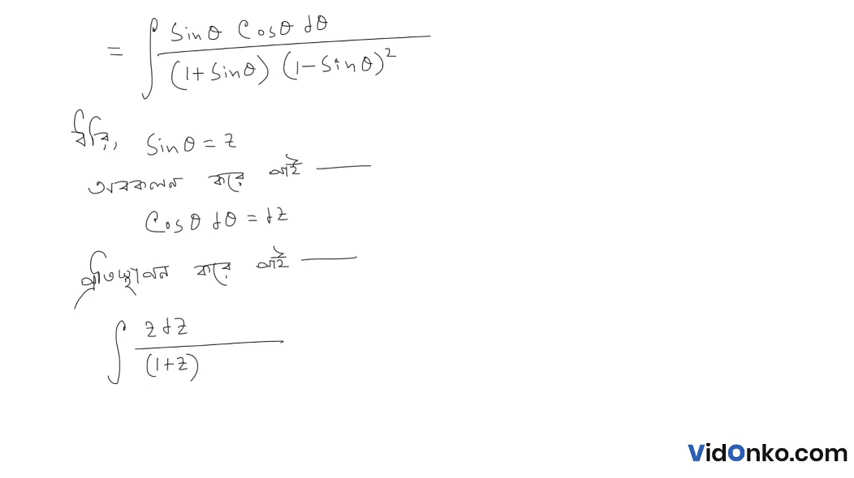 = ∫ Sinθ Cosθ dθ / (1+Sinθ) (1-Sinθ)²
ধরি, Sinθ = z
অবকলন করে পাই —
Cosθ dθ = dz
প্রতিস্থাপন করে পাই —
∫ z dz / (1+z)
VidOnko.com